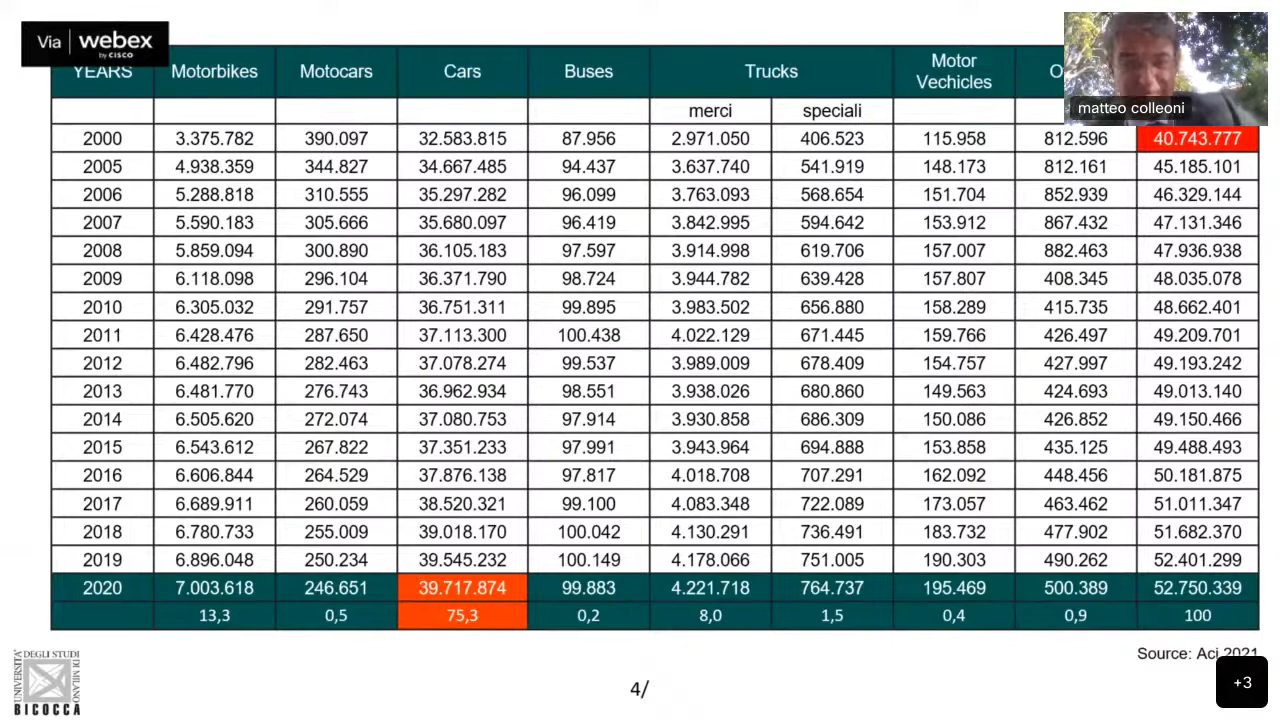 Via webex
by CISCO
matteo colleoni
YEARS Motorbikes Motocars Cars Buses Trucks Motor Vechicles
merci speciali
2000 3.375.782 390.097 32.583.815 87.956 2.971.050 406.523 115.958 812.596 40.743.777
2005 4.938.359 344.827 34.667.485 94.437 3.637.740 541.919 148.173 812.161 45.185.101
2006 5.288.818 310.555 35.297.282 96.099 3.763.093 568.654 151.704 852.939 46.329.144
2007 5.590.183 305.666 35.680.097 96.419 3.842.995 594.642 153.912 867.432 47.131.346
2008 5.859.094 300.890 36.105.183 97.597 3.914.998 619.706 157.007 882.463 47.936.938
2009 6.118.098 296.104 36.371.790 98.724 3.944.782 639.428 157.807 408.345 48.035.078
2010 6.305.032 291.757 36.751.311 99.895 3.983.502 656.880 158.289 415.735 48.662.401
2011 6.428.476 287.650 37.113.300 100.438 4.022.129 671.445 159.766 426.497 49.209.701
2012 6.482.796 282.463 37.078.274 99.537 3.989.009 678.409 154.757 427.997 49.193.242
2013 6.481.770 276.743 36.962.934 98.551 3.938.026 680.860 149.563 424.693 49.013.140
2014 6.505.620 272.074 37.080.753 97.914 3.930.858 686.309 150.086 426.852 49.150.466
2015 6.543.612 267.822 37.351.233 97.991 3.943.964 694.888 153.858 435.125 49.488.493
2016 6.606.844 264.529 37.876.138 97.817 4.018.708 707.291 162.092 448.456 50.181.875
2017 6.689.911 260.059 38.520.321 99.100 4.083.348 722.089 173.057 463.462 51.011.347
2018 6.780.733 255.009 39.018.170 100.042 4.130.291 736.491 183.732 477.902 51.682.370
2019 6.896.048 250.234 39.545.232 100.149 4.178.066 751.005 190.303 490.262 52.401.299
2020 7.003.618 246.651 39.717.874 99.883 4.221.718 764.737 195.469 500.389 52.750.339
13,3 0,5 75,3 0,2 8,0 1,5 0,4 0,9 100
Source: Aci 2021
UNIVERSITA' DEGLI STUDI DI MILANO
BICOCCA
4/
+3